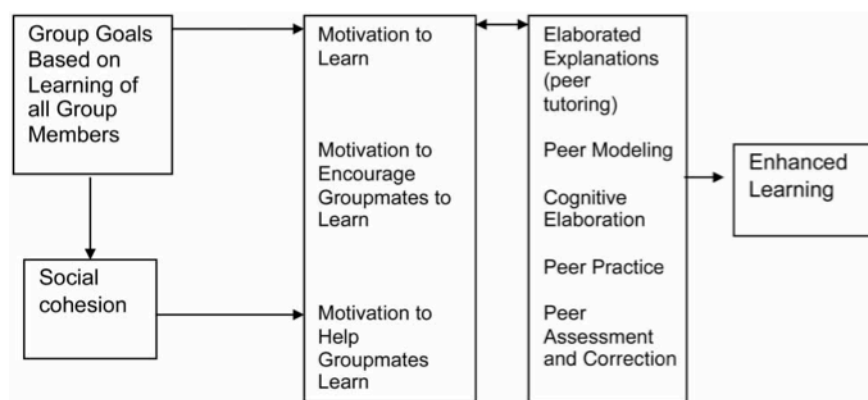 Group Goals
Based on
Learning of
all Group
Members
Social
cohesion
Motivation to
Learn
Motivation to
Encourage
Groupmates to
Learn
Motivation to
Help
Groupmates
Learn
Elaborated
Explanations
(peer
tutoring)
Peer Modeling
Cognitive
Elaboration
Peer Practice
Peer
Assessment
and Correction
Enhanced
Learning